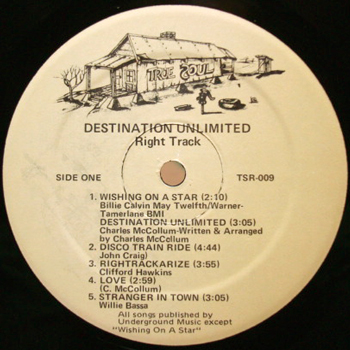 TRUE SOUL
DESTINATION UNLIMITED
Right Track
SIDE ONE
TSR-009
1. WISHING ON A STAR (2:10)
Billie Calvin May Twelfth/Warner-
Tamerlane BMI
DESTINATION UNLIMITED (3:05)
Charles McCollum-Written & Arranged
by Charles McCollum
2. DISCO TRAIN RIDE (4:44)
John Craig)
3. RIGHTRACKARIZE (3:55)
Clifford Hawkins
4. LOVE (2:59)
(C. McCollum)
5. STRANGER IN TOWN (3:05)
Willie Bassa
All songs published by
Underground Music except
"Wishing On A Star"